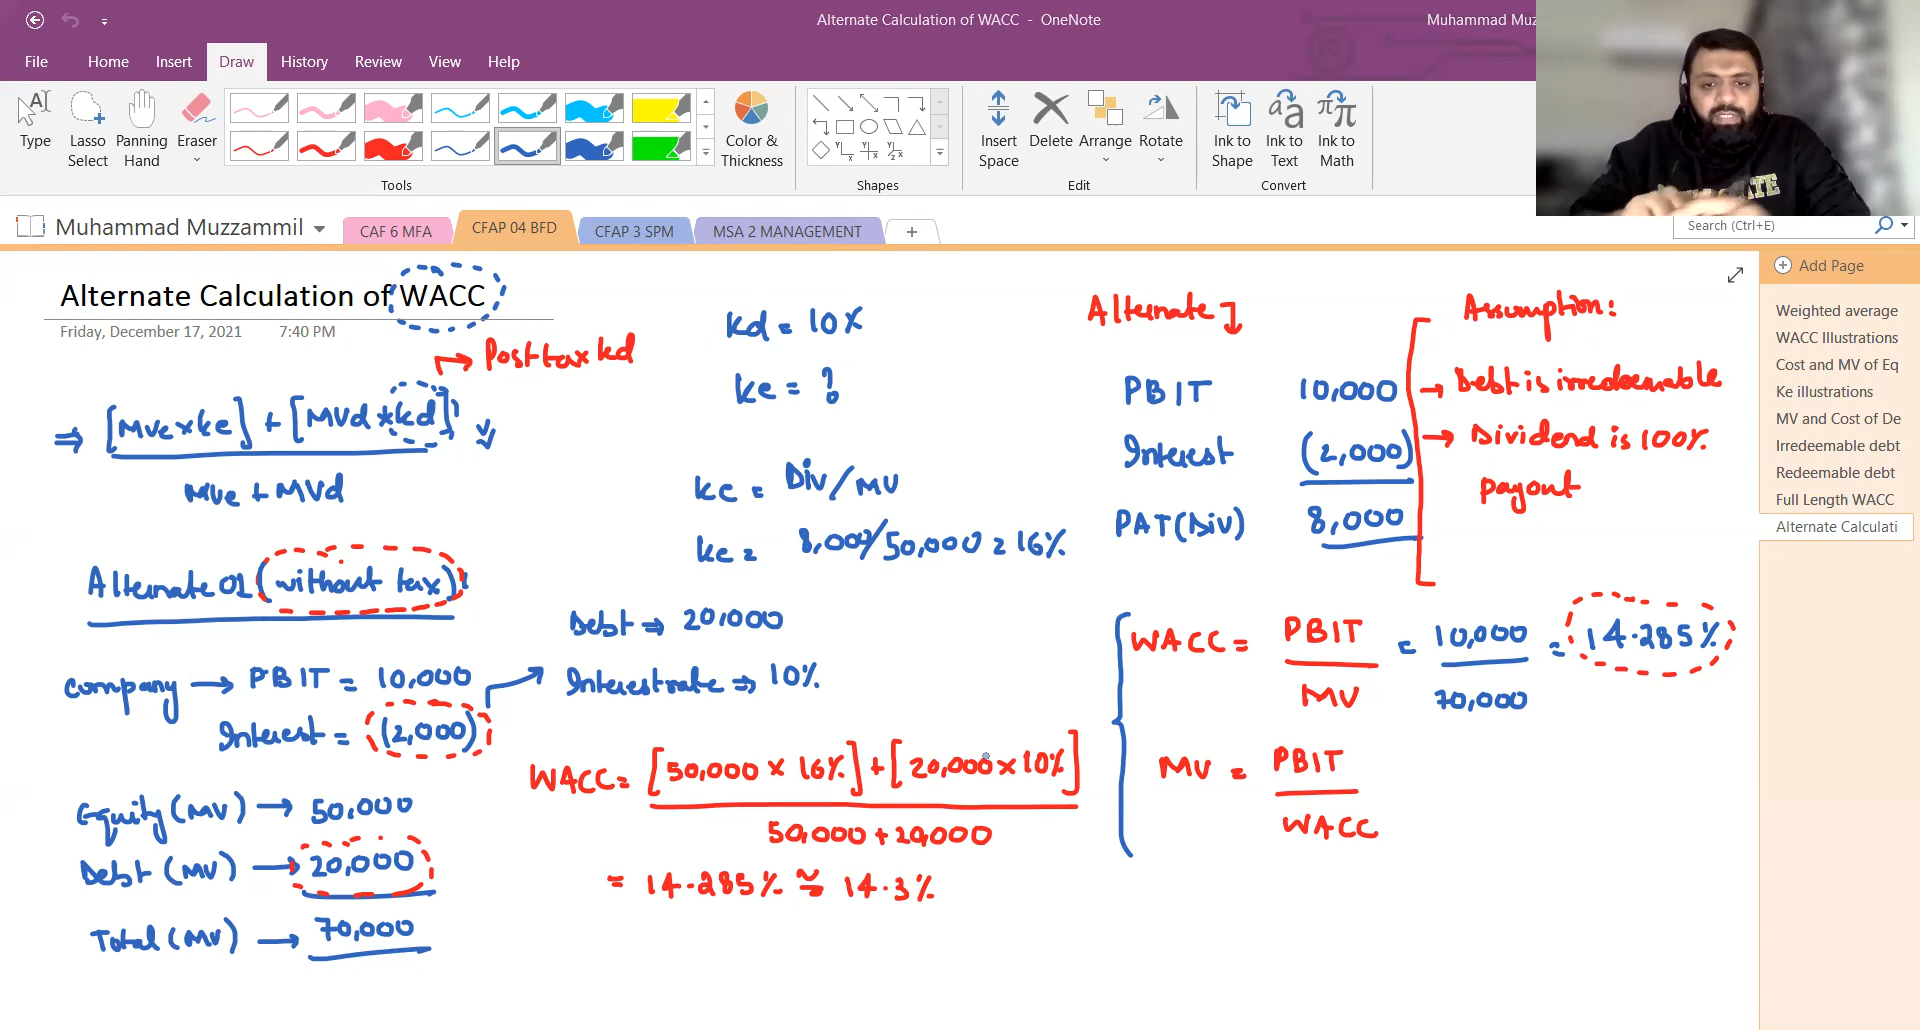 Alternate Calculation of WACC - OneNote
Muhammad Muz
File Home Insert Draw History Review View Help
Type
Lasso Select
Panning Hand
Eraser
Color & Thickness
Insert Space
Delete
Arrange
Rotate
Ink to Shape
Ink to Text
Ink to Math
Tools
Shapes
Edit
Convert
Muhammad Muzzammil
CAF 6 MFA
CFAP 04 BFD
CFAP 3 SPM
MSA 2 MANAGEMENT
Search (Ctrl+E)
Add Page
Weighted average
WACC Illustrations
Cost and MV of Eq
Ke illustrations
MV and Cost of De
Irredeemable debt
Redeemable debt
Full Length WACC
Alternate Calculati
Alternate Calculation of WACC
Friday, December 17, 2021 7:40 PM
→ Post tax kd
⇒ [MVe × ke] + [MVd * kd]
MVe + MVd
Alternate 01 (without tax):
Company → PBIT = 10,000
Interest = (2,000)
Equity (MV) → 50,000
Debt (MV) → 20,000
Total (MV) → 70,000
kd = 10%
ke = ?
ke = Div/MV
ke = 8,000/50,000 = 16%
Debt ⇒ 20,000
Interest rate ⇒ 10%
WACC = [50,000 × 16%] + [20,000 × 10%]
50,000 + 20,000
= 14.285% ≅ 14.3%
Alternate
PBIT 10,000
Interest (2,000)
PAT (Div) 8,000
Assumption:
→ Debt is irredeemable
→ Dividend is 100%
payout
WACC = PBIT = 10,000 = 14.285%
MV 70,000
MV = PBIT
WACC